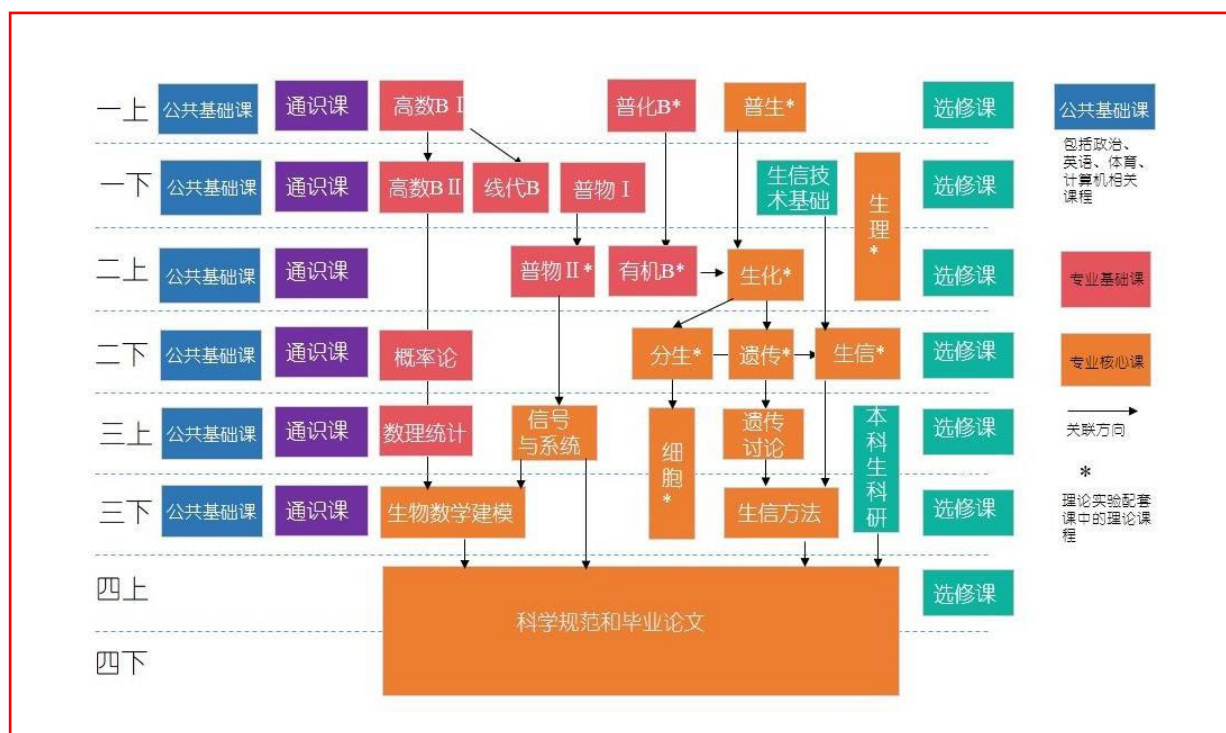 一上
公共基础课
通识课
高数BⅠ
普化B*
普生*
选修课
公共基础课
包括政治、
英语、体育、
计算机相关
课程
一下
公共基础课
通识课
高数BⅡ
线代B
普物Ⅰ
生信技
术基础
生理*
选修课
二上
公共基础课
通识课
普物Ⅱ*
有机B*
生化*
选修课
专业基础课
二下
公共基础课
通识课
概率论
分生*
遗传*
生信*
选修课
专业核心课
三上
公共基础课
通识课
数理统计
信号
与系统
细胞*
遗传
讨论
本科生科研
选修课
关联方向
三下
公共基础课
通识课
生物数学建模
生信方法
选修课
*
理论实验配套
课中的理论课
程
四上
科学规范和毕业论文
选修课
四下